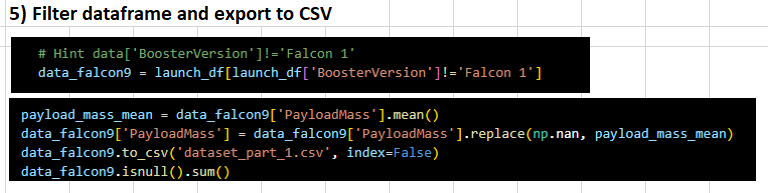 5) Filter dataframe and export to CSV
# Hint data['BoosterVersion']!='Falcon 1'
data_falcon9 = launch_df[launch_df['BoosterVersion']!='Falcon 1']
payload_mass_mean = data_falcon9['PayloadMass'].mean()
data_falcon9['PayloadMass'] = data_falcon9['PayloadMass'].replace(np.nan, payload_mass_mean)
data_falcon9.to_csv('dataset_part_1.csv', index=False)
data_falcon9.isnull().sum()